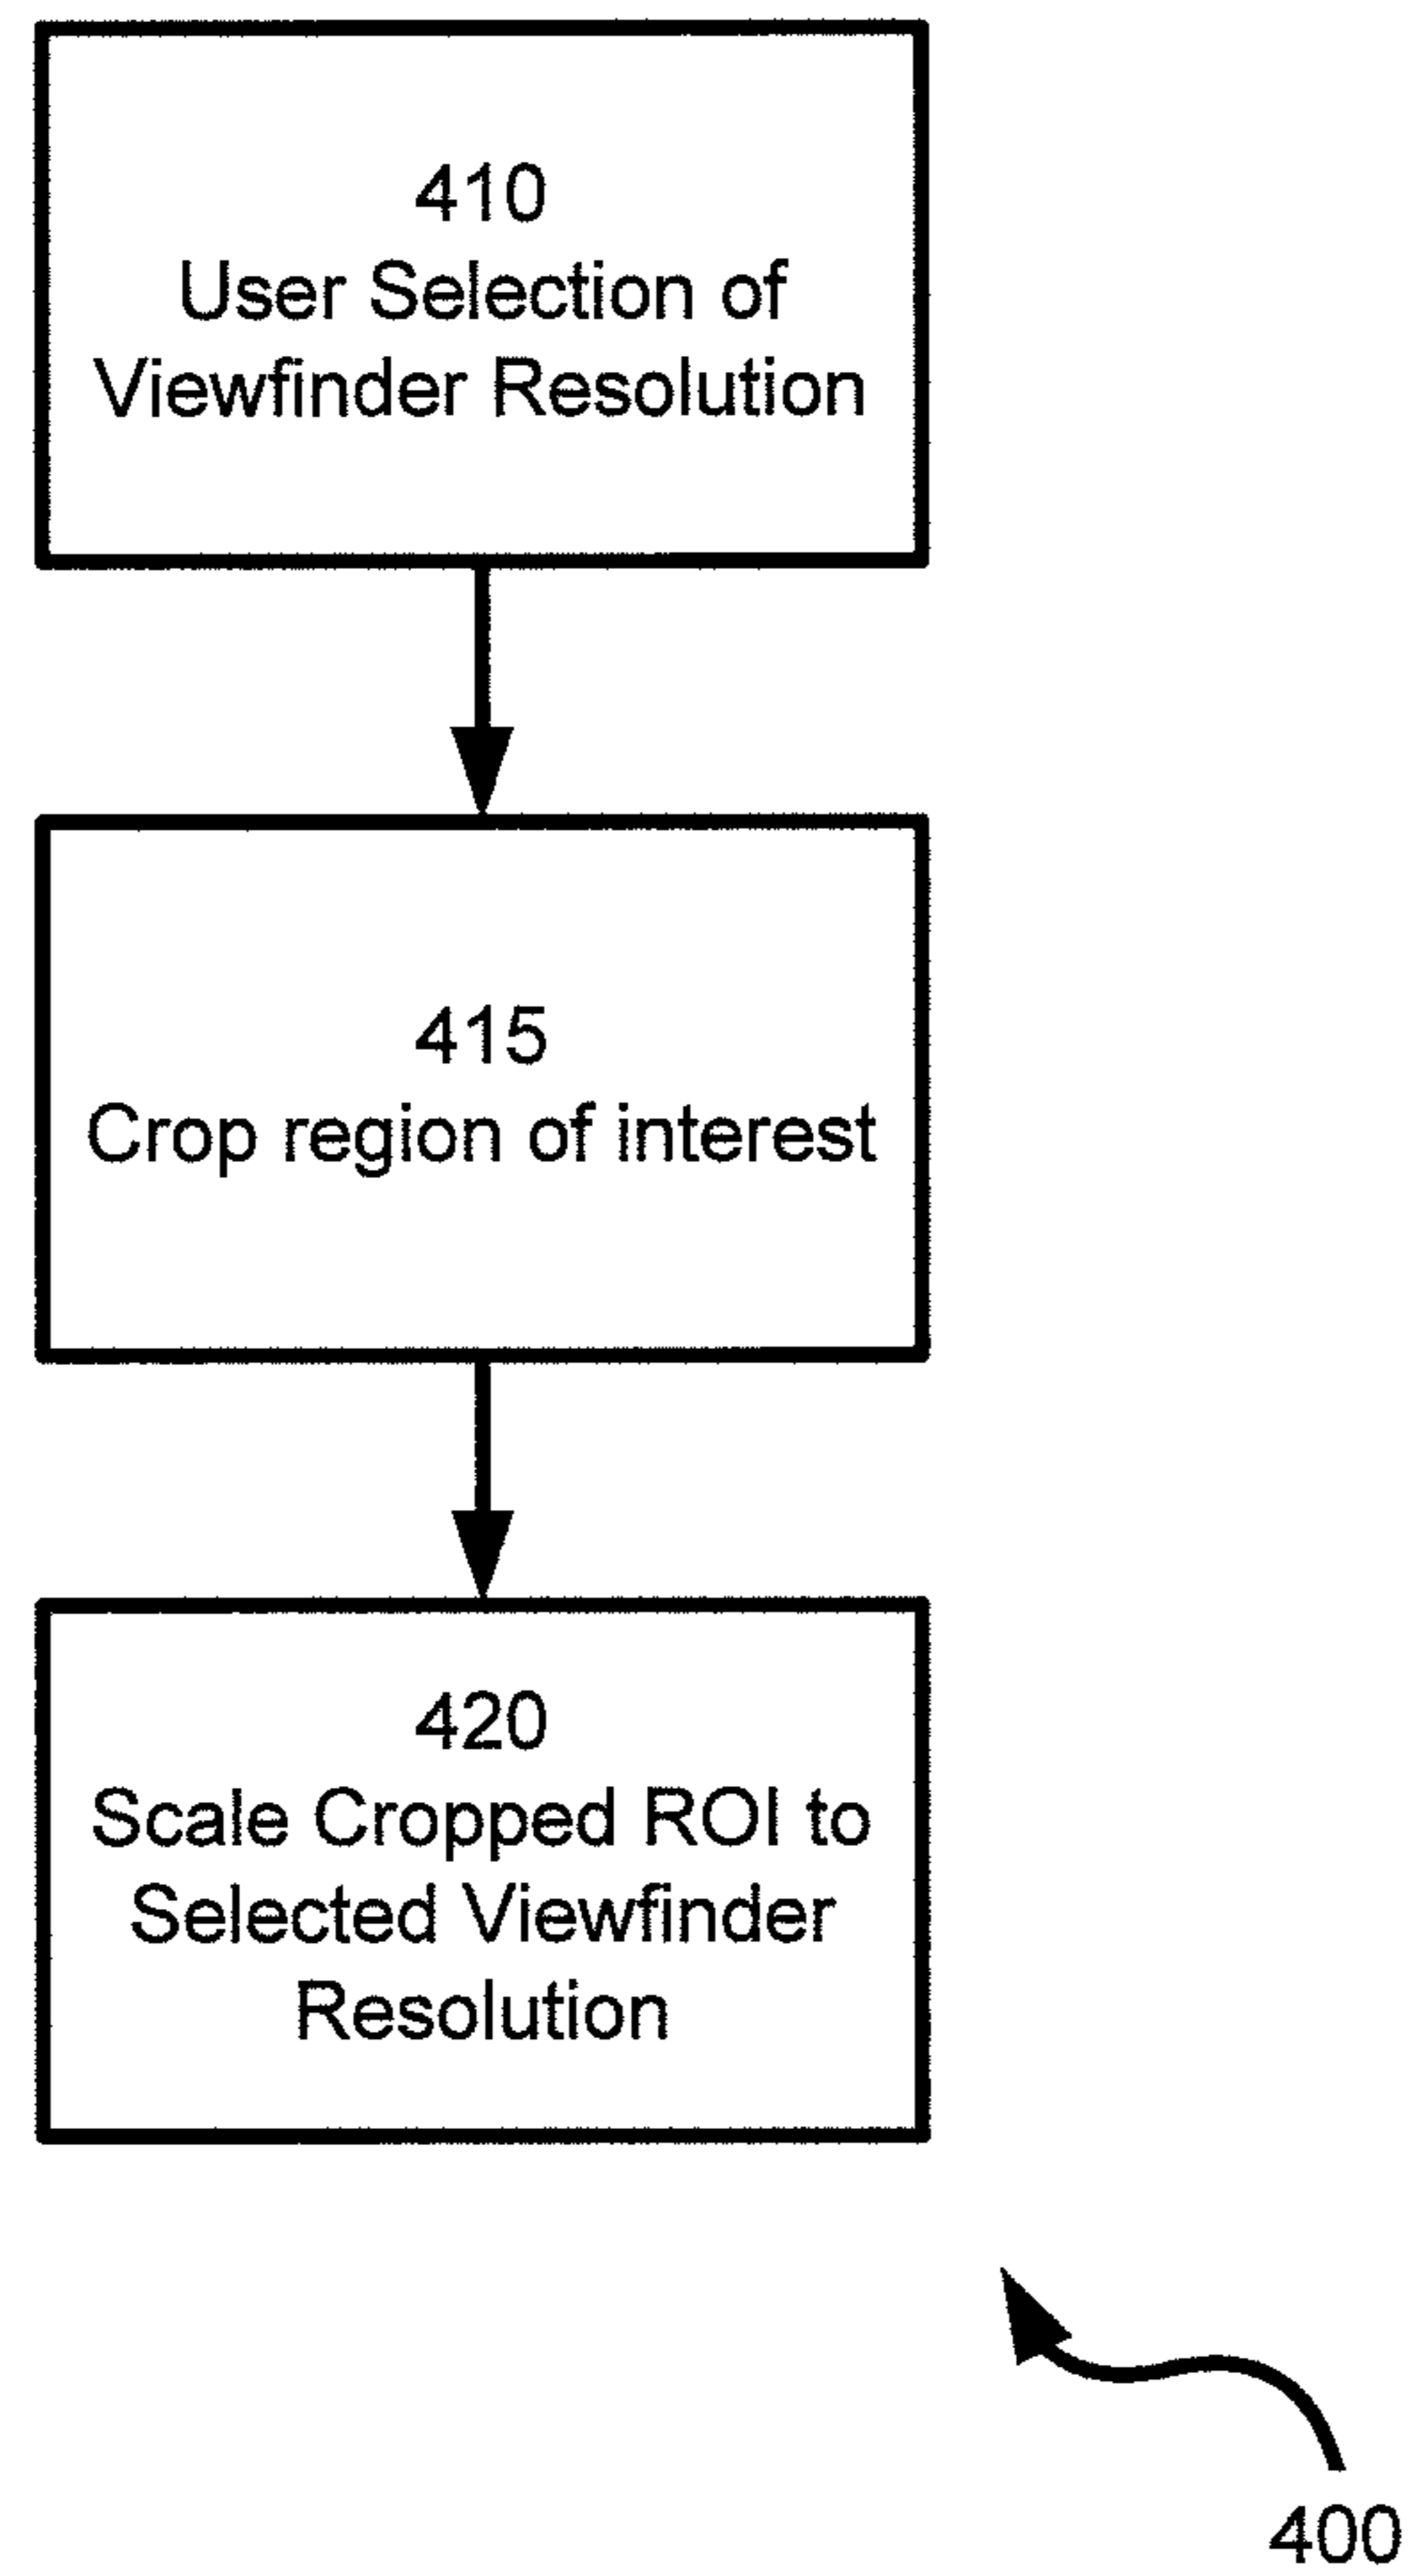 410
User Selection of
Viewfinder Resolution
415
Crop region of interest
420
Scale Cropped ROI to
Selected Viewfinder
Resolution
400